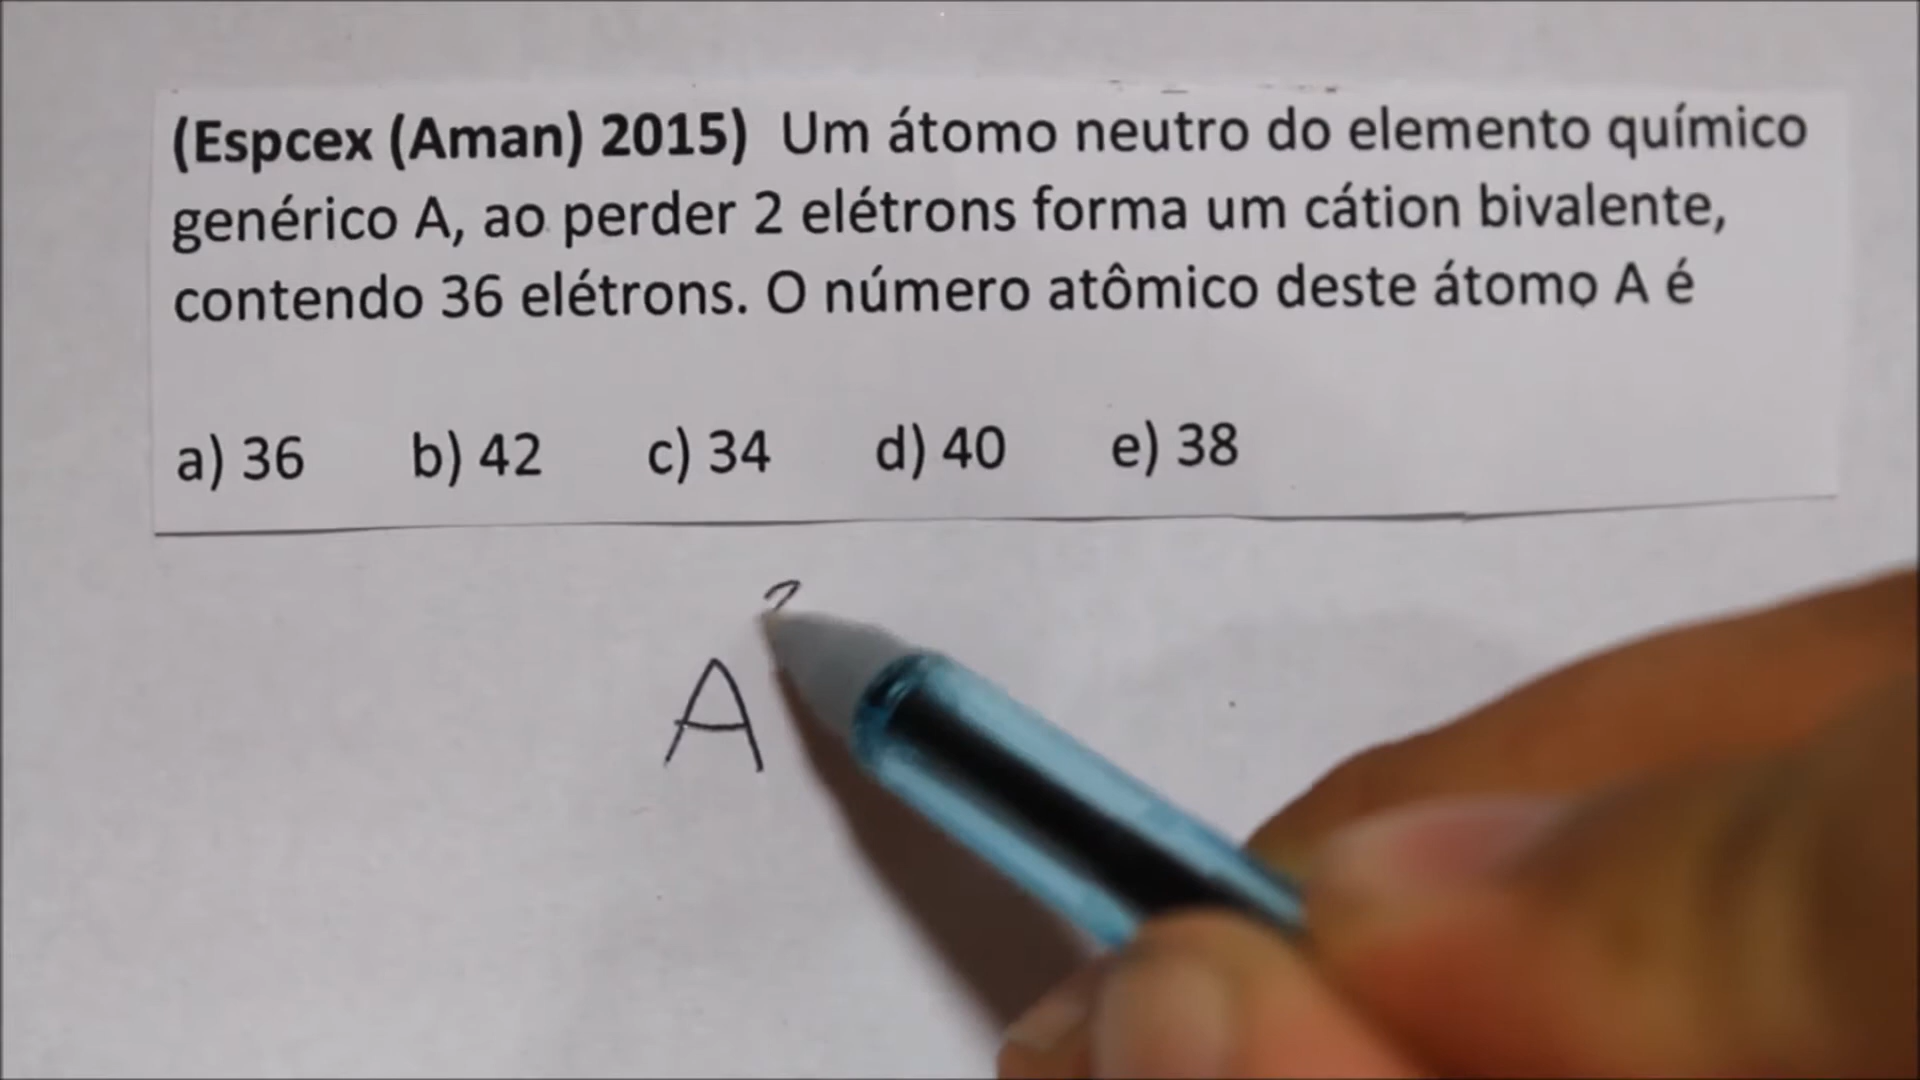 (Espcex (Aman) 2015) Um átomo neutro do elemento químico
genérico A, ao perder 2 elétrons forma um cátion bivalente,
contendo 36 elétrons. O número atômico deste átomo A é
a) 36 b) 42 c) 34 d) 40 e) 38
2
A